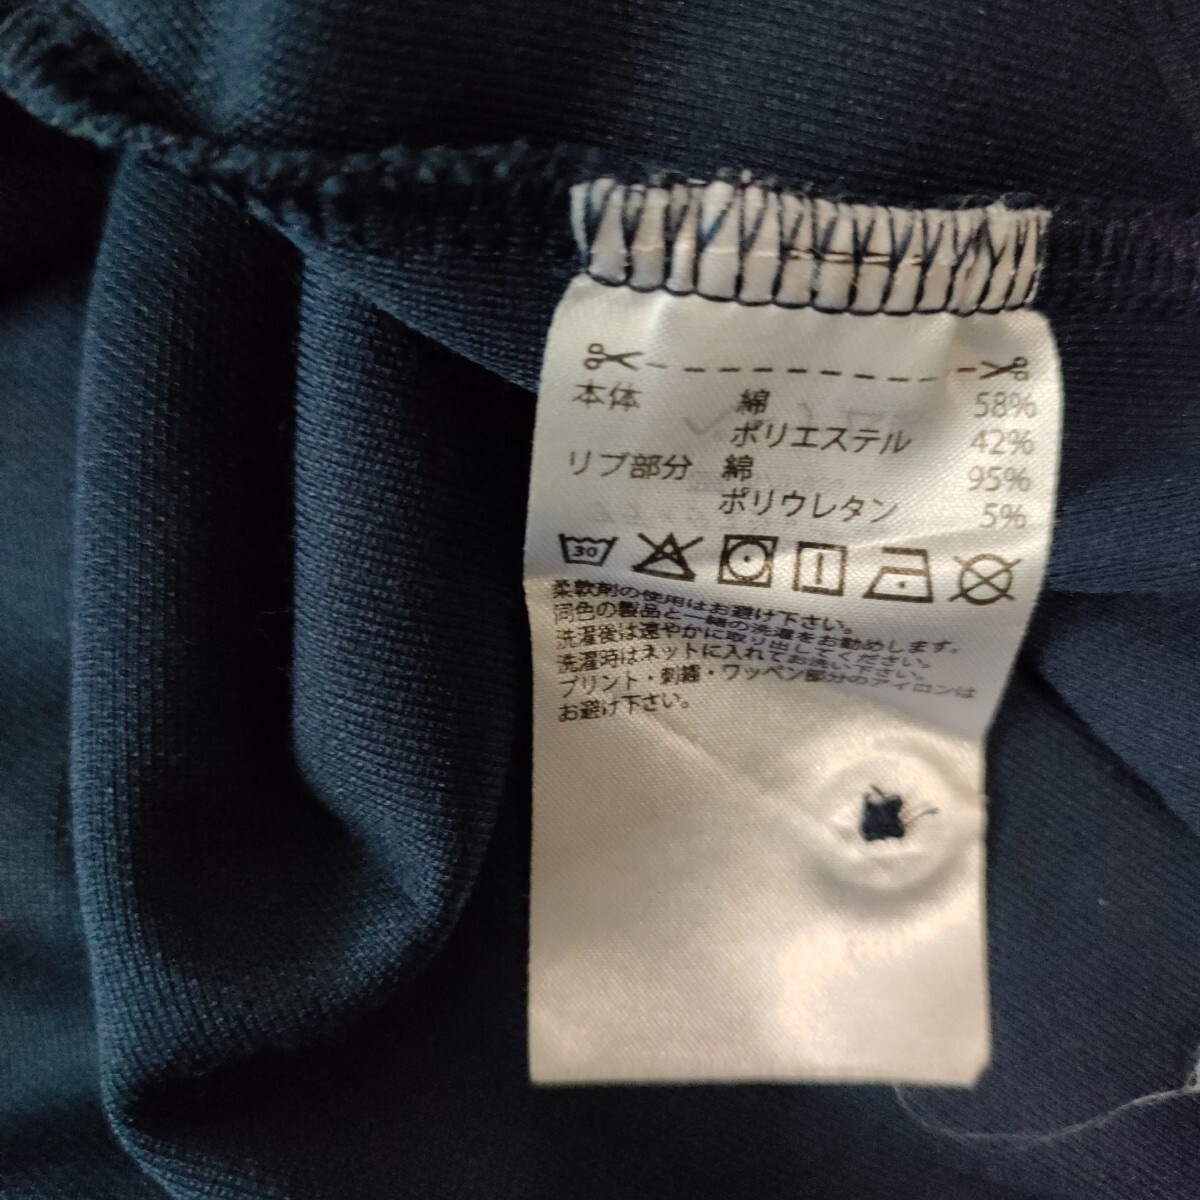 本体 綿 58%
ポリエステル 42%
リブ部分 綿 95%
ポリウレタン 5%
30
柔軟剤の使用はお避け下さい。
同色の製品と一緒の洗濯をお勧めします。
洗濯後は速やかに取り出してください。
洗濯時はネットに入れてお洗い下さい。
プリント・刺繍・ワッペン部分のアイロンは
お避け下さい。